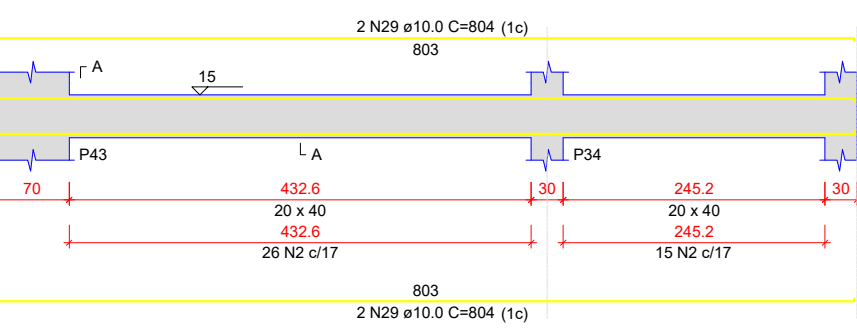 2 N29 ø10.0 C=804 (1c)
803
A
15
P43
A
P34
70
432.6
30
245.2
30
20 x 40
20 x 40
432.6
245.2
26 N2 c/17
15 N2 c/17
803
2 N29 ø10.0 C=804 (1c)